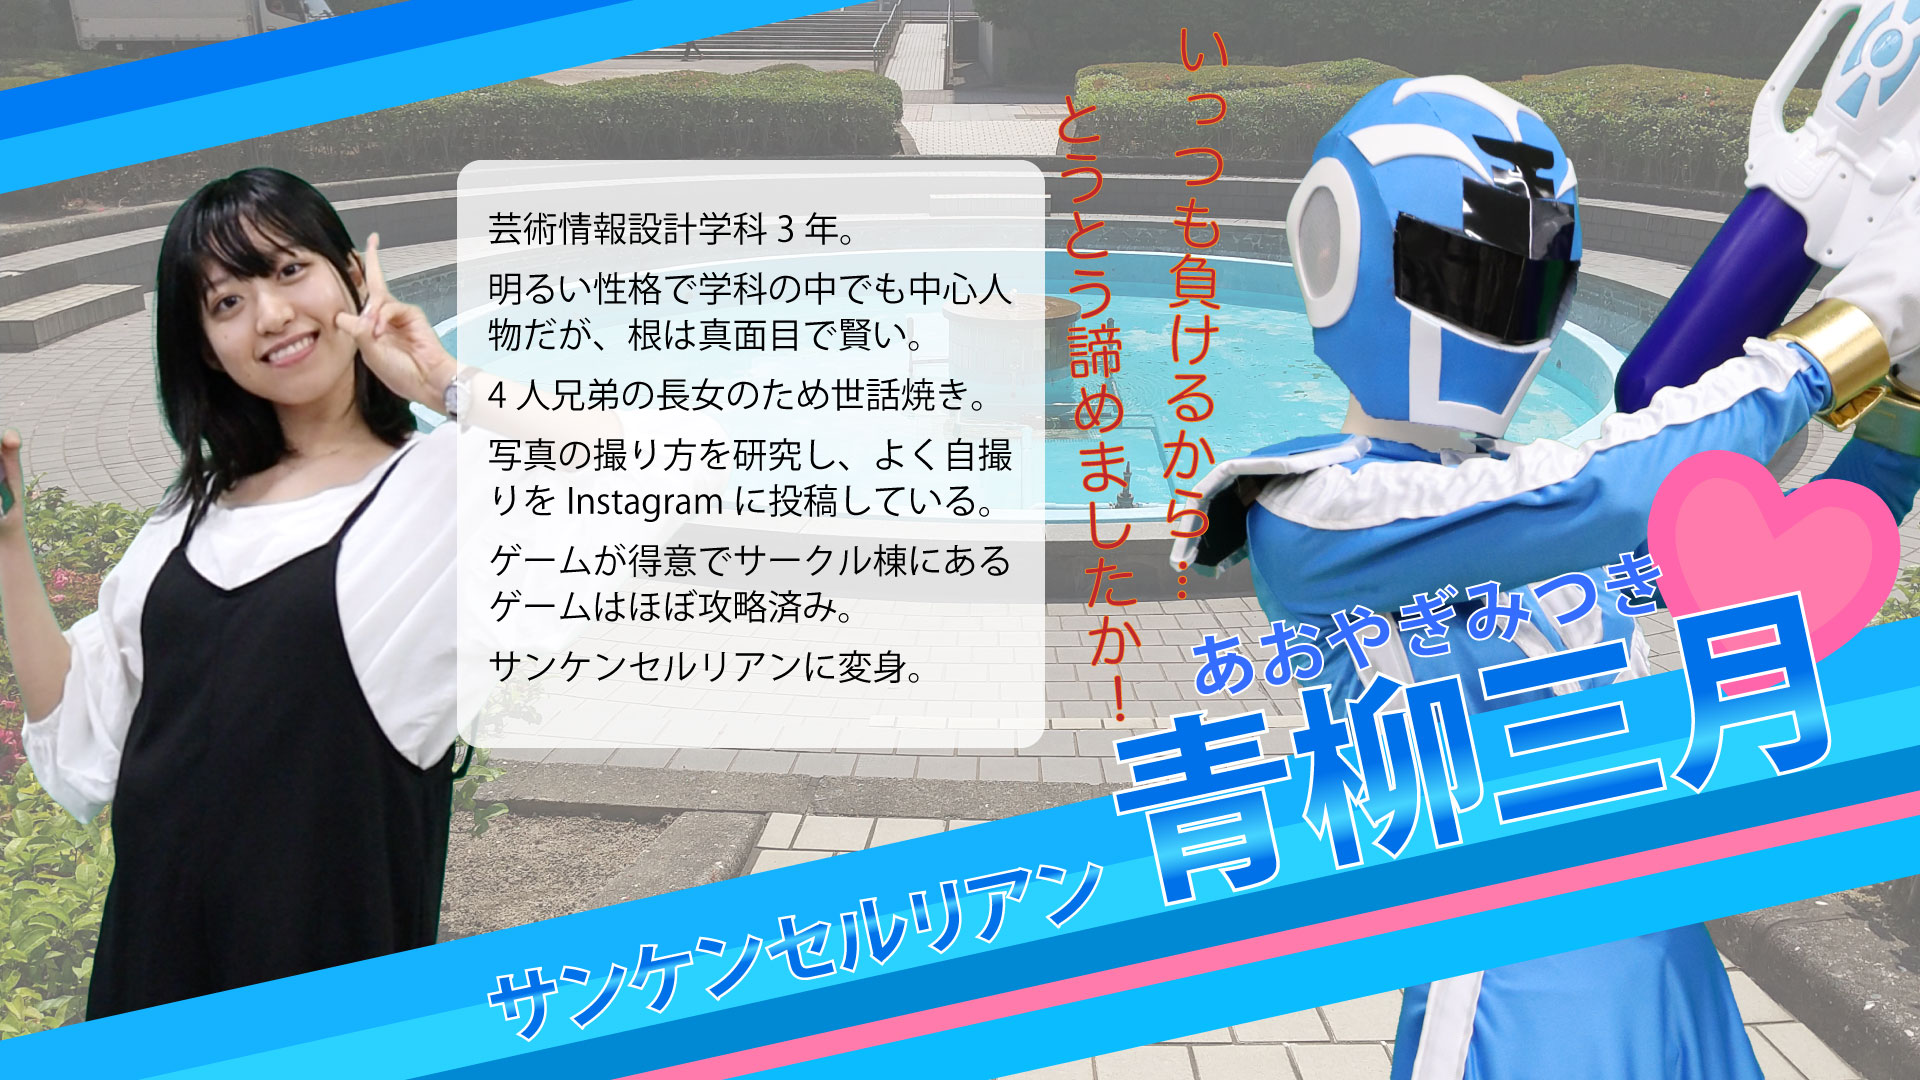 芸術情報設計学科 3 年。
明るい性格で学科の中でも中心人
物だが、根は真面目で賢い。
4 人兄弟の長女のため世話焼き。
写真の撮り方を研究し、よく自撮
りを Instagram に投稿している。
ゲームが得意でサークル棟にある
ゲームはほぼ攻略済み。
サンケンセルリアンに変身。
いっつも負けるから…
とうとう諦めましたか！
あおやぎみつき
青柳三月
サンケンセルリアン